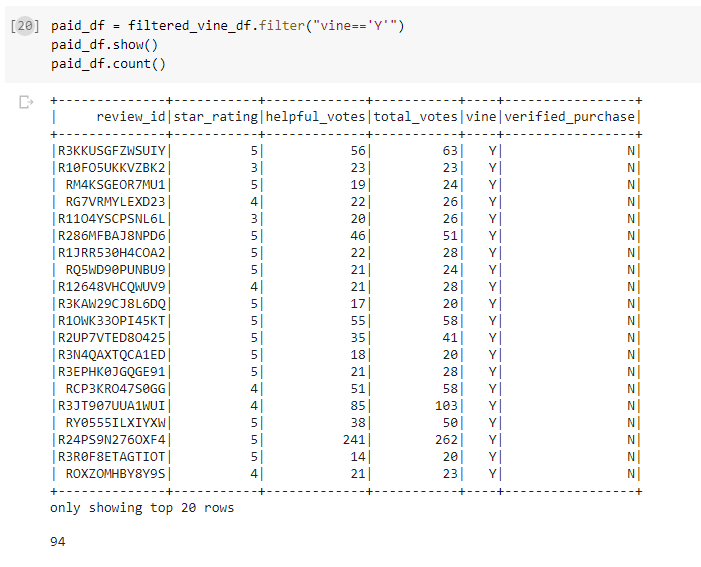 [20] paid_df = filtered_vine_df.filter("vine=='Y'")
paid_df.show()
paid_df.count()
+--------------+-----------+-------------+-----------+----+-----------------+
|     review_id|star_rating|helpful_votes|total_votes|vine|verified_purchase|
+--------------+-----------+-------------+-----------+----+-----------------+
|R3KKUSGFZWSUIY|          5|           56|         63|   Y|                N|
|R10FO5UKKVZBK2|          3|           23|         23|   Y|                N|
| RM4KSGEOR7MU1|          5|           19|         24|   Y|                N|
| RG7VRMYLEXD23|          4|           22|         26|   Y|                N|
|R11O4YSCPSNL6L|          3|           20|         26|   Y|                N|
|R286MFBAJ8NPD6|          5|           46|         51|   Y|                N|
|R1JRR530H4COA2|          5|           22|         28|   Y|                N|
| RQ5WD90PUNBU9|          5|           21|         24|   Y|                N|
|R12648VHCQWUV9|          4|           21|         28|   Y|                N|
|R3KAW29CJ8L6DQ|          5|           17|         20|   Y|                N|
|R1OWK33OPI45KT|          5|           55|         58|   Y|                N|
|R2UP7VTED8O425|          5|           35|         41|   Y|                N|
|R3N4QAXTQCA1ED|          5|           18|         20|   Y|                N|
|R3EPHK0JGQGE91|          5|           21|         28|   Y|                N|
| RCP3KRO47S0GG|          4|           51|         58|   Y|                N|
|R3JT907UUA1WUI|          4|           85|        103|   Y|                N|
| RY0555ILXIYXW|          5|           38|         50|   Y|                N|
|R24PS9N276OXF4|          5|          241|        262|   Y|                N|
|R3R0F8ETAGTIOT|          5|           14|         20|   Y|                N|
| ROXZOMHBY8Y9S|          4|           21|         23|   Y|                N|
+--------------+-----------+-------------+-----------+----+-----------------+
only showing top 20 rows
94